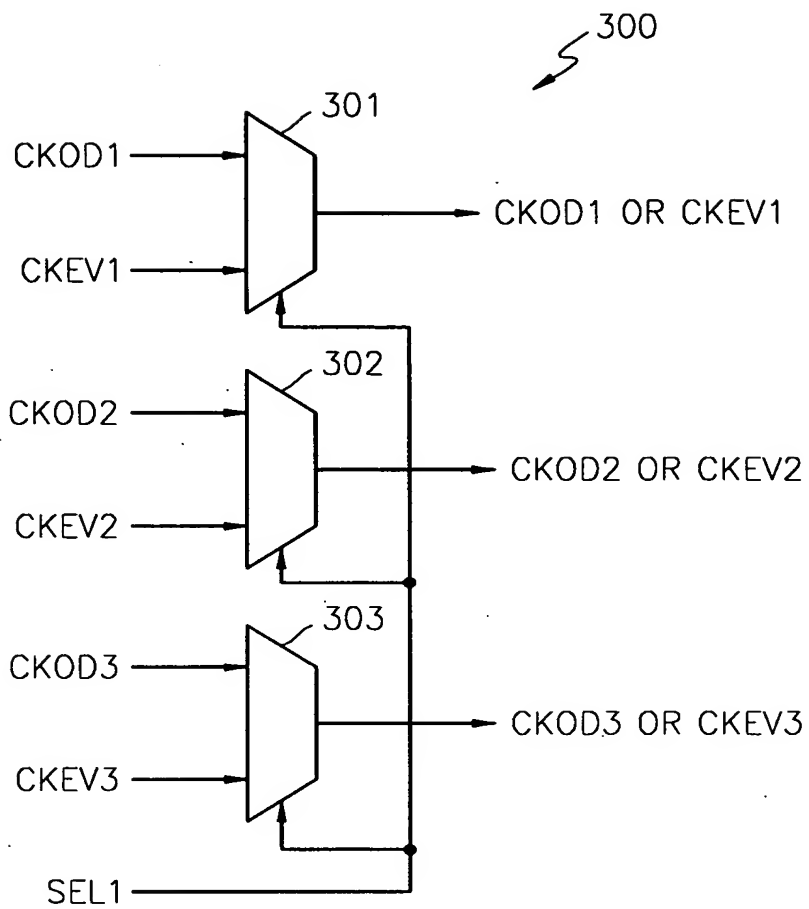 300
301
CKOD1
CKOD1 OR CKEV1
CKEV1
302
CKOD2
CKOD2 OR CKEV2
CKEV2
303
CKOD3
CKOD3 OR CKEV3
CKEV3
SEL1